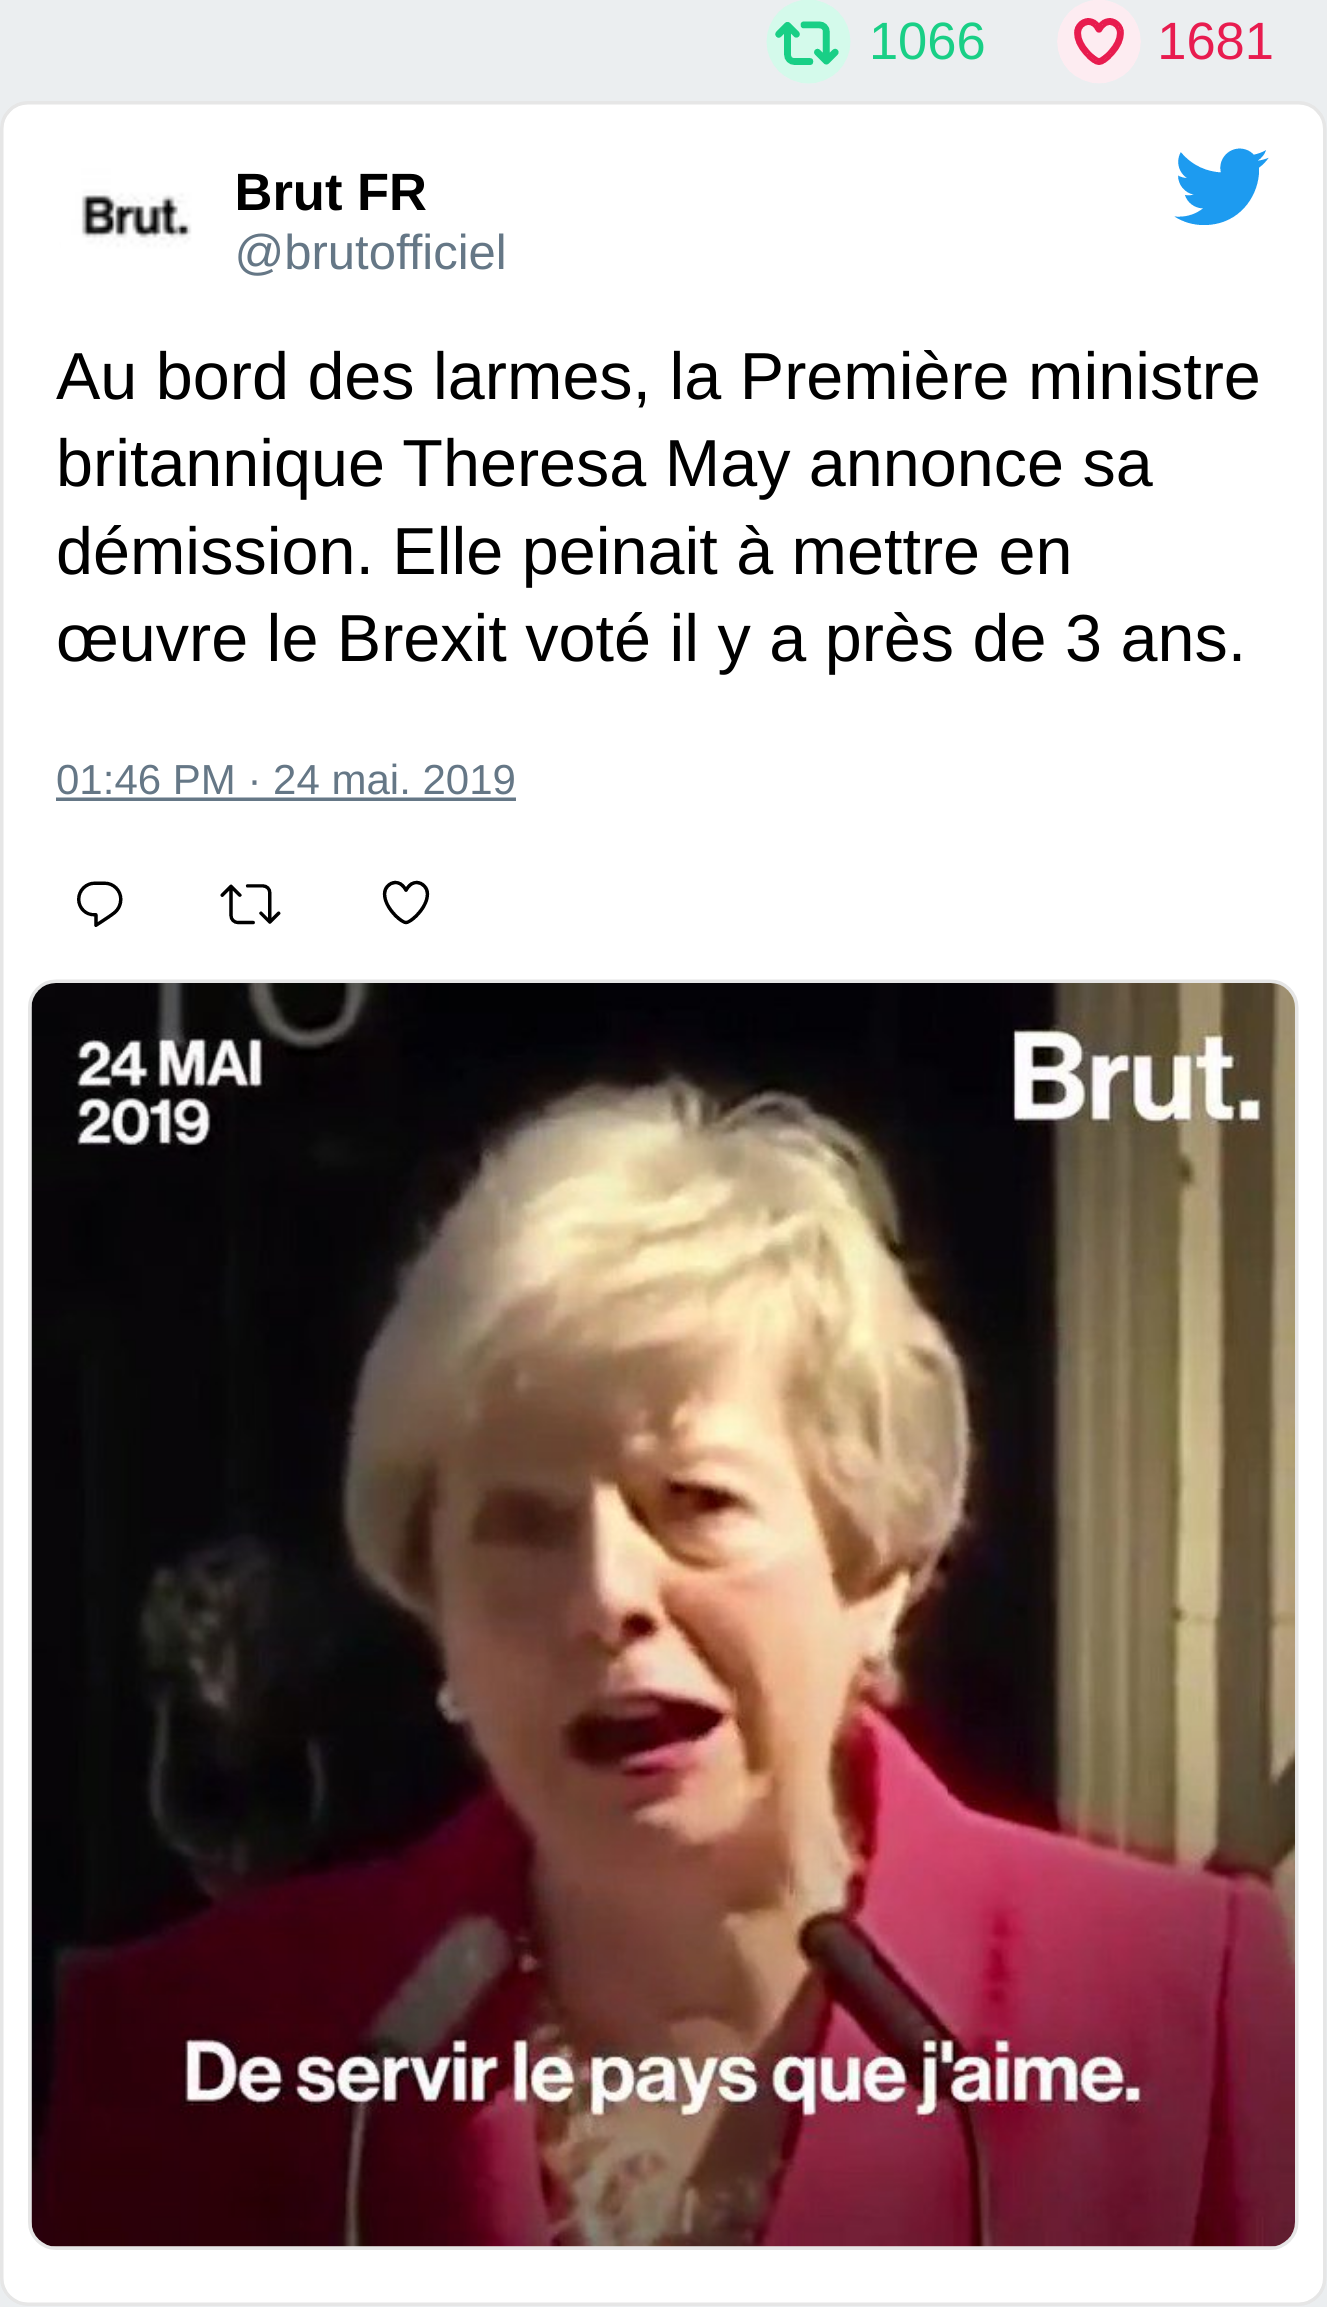 1066 1681
Brut.
Brut FR
@brutofficiel
Au bord des larmes, la Première ministre
britannique Theresa May annonce sa
démission. Elle peinait à mettre en
œuvre le Brexit voté il y a près de 3 ans.
01:46 PM · 24 mai. 2019
24 MAI
2019
Brut.
De servir le pays que j'aime.